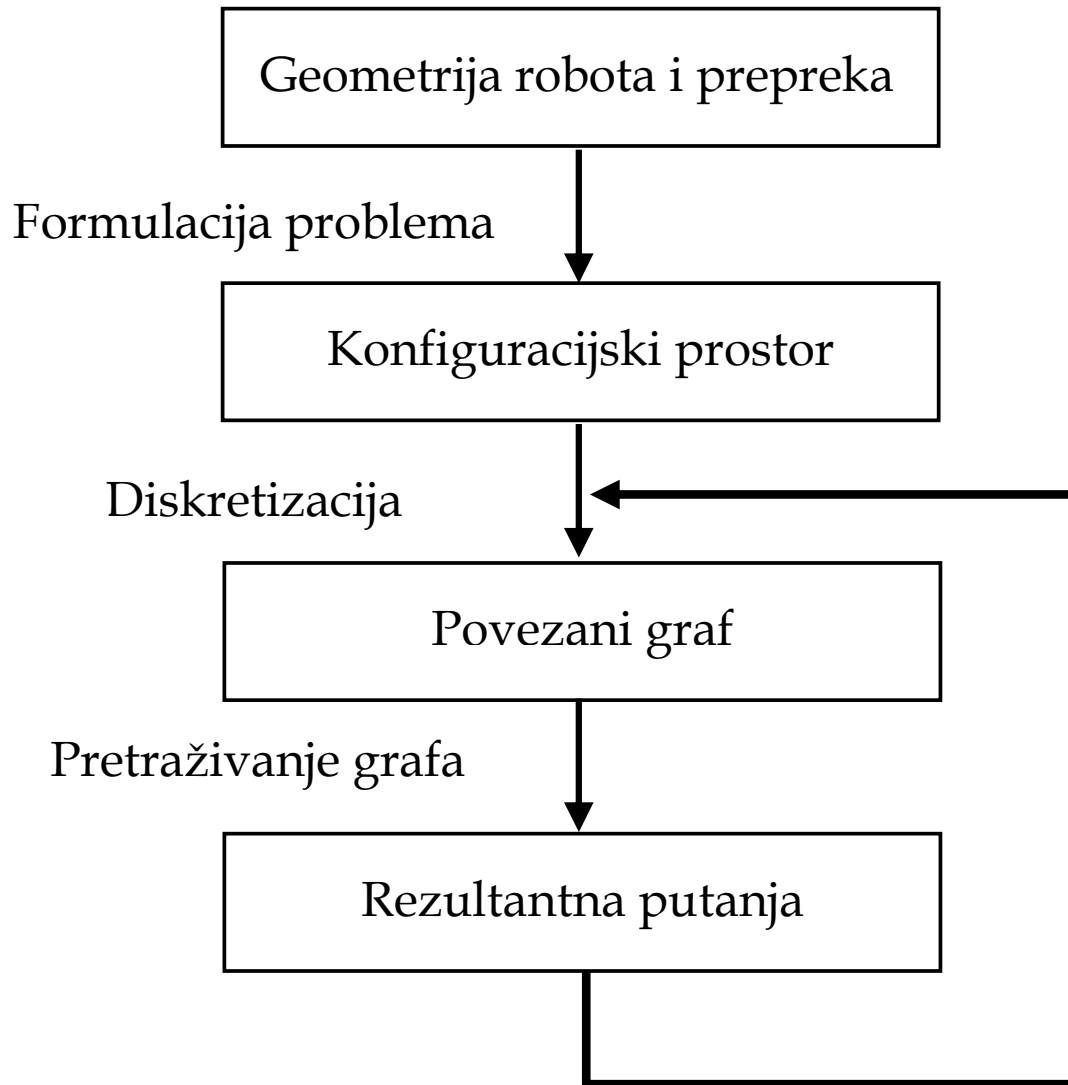 Geometrija robota i prepreka
Formulacija problema
Konfiguracijski prostor
Diskretizacija
Povezani graf
Pretraživanje grafa
Rezultantna putanja